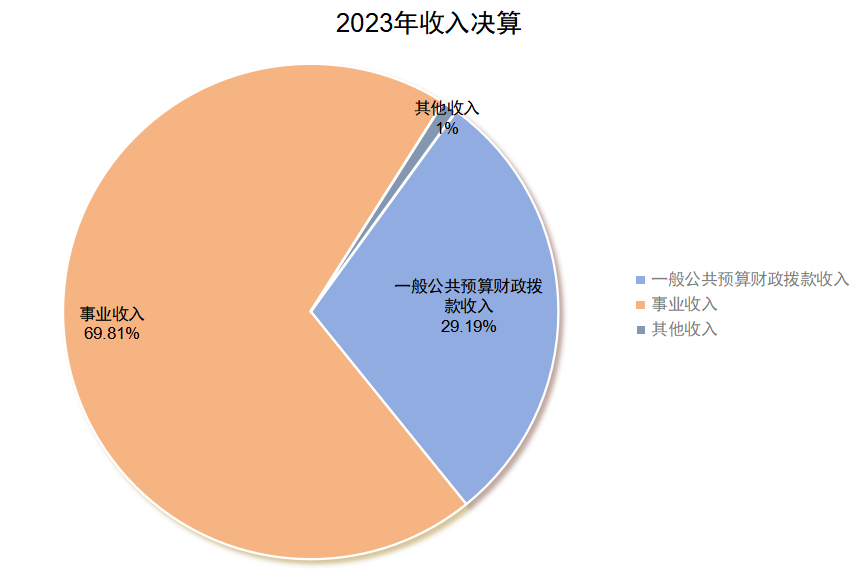 2023年收入决算
其他收入
1%
一般公共预算财政拨
款收入
29.19%
事业收入
69.81%
一般公共预算财政拨款收入
事业收入
其他收入